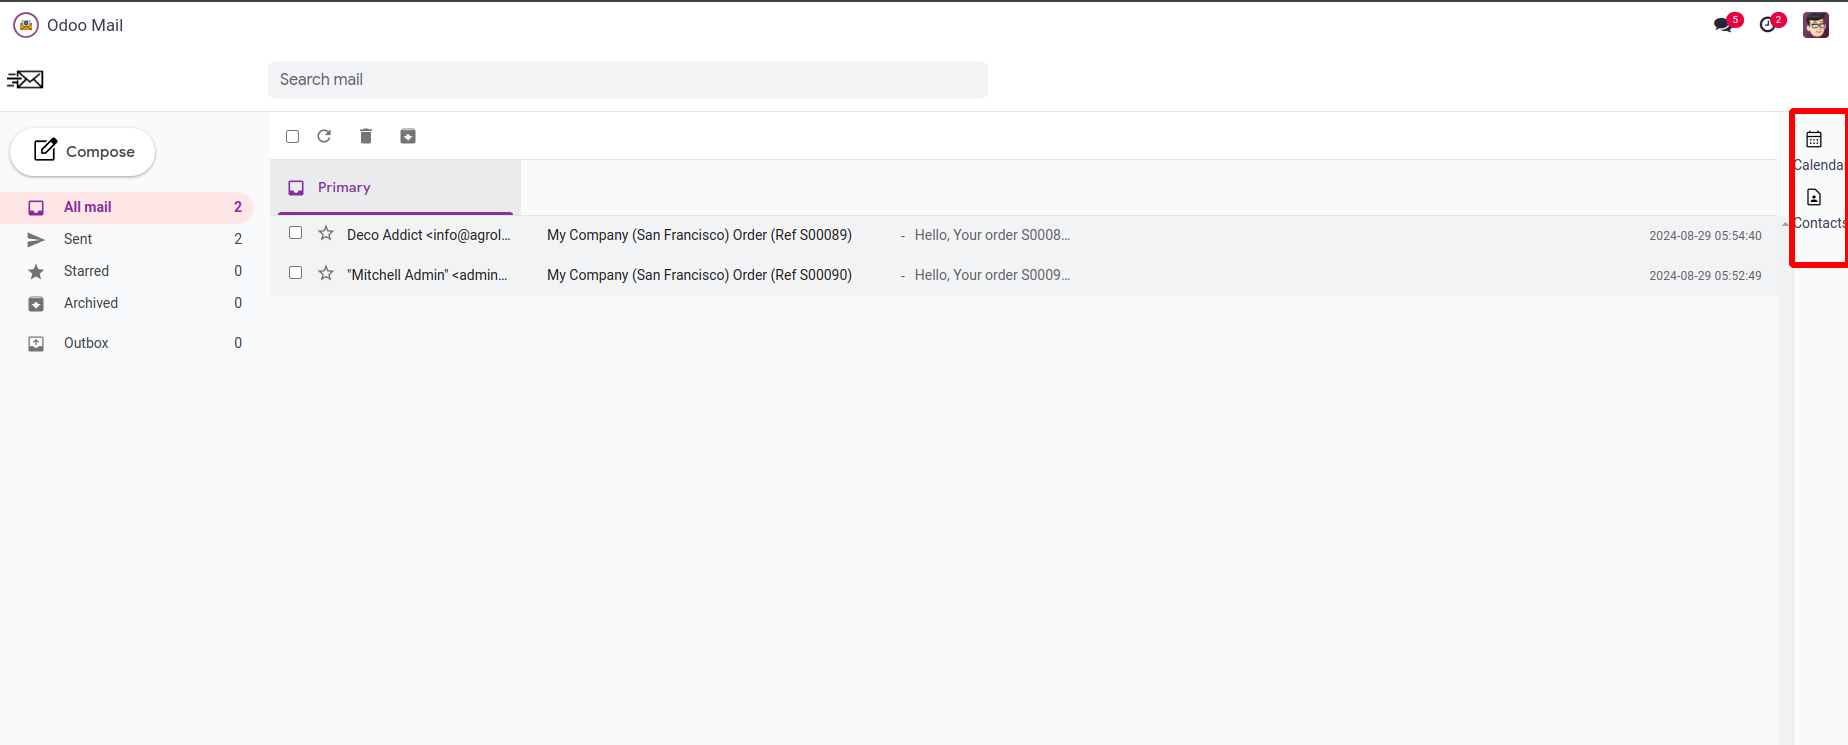 Odoo Mail
5
2
Search mail
Compose
All mail 2
Sent 2
Starred 0
Archived 0
Outbox 0
Primary
Deco Addict <info@agrol... My Company (San Francisco) Order (Ref S00089) - Hello, Your order S0008... 2024-08-29 05:54:40
"Mitchell Admin" <admin... My Company (San Francisco) Order (Ref S00090) - Hello, Your order S0009... 2024-08-29 05:52:49
Calenda
Contacts